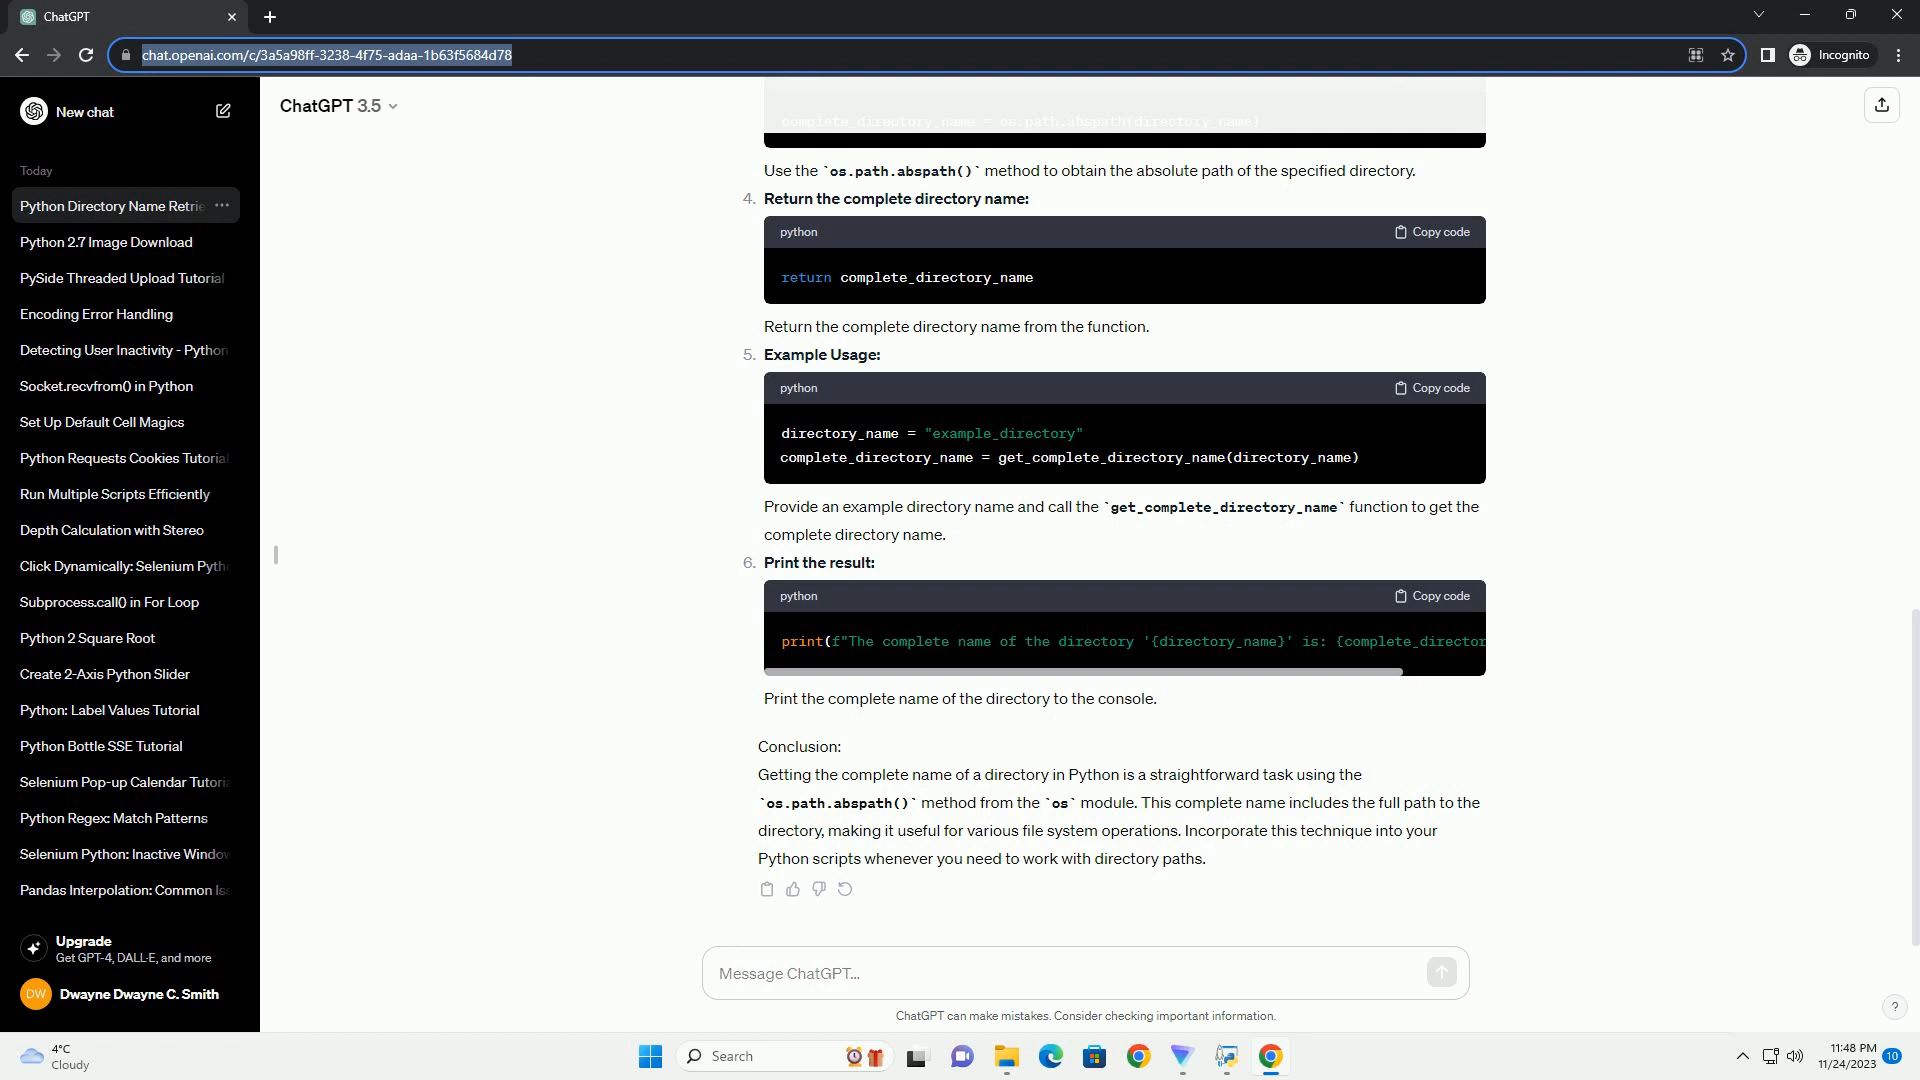 ChatGPT
chat.openai.com/c/3a5a98ff-3238-4f75-adaa-1b63f5684d78
Incognito
New chat
Today
Python Directory Name Retrie
Python 2.7 Image Download
PySide Threaded Upload Tutorial
Encoding Error Handling
Detecting User Inactivity - Python
Socket.recvfrom() in Python
Set Up Default Cell Magics
Python Requests Cookies Tutorial
Run Multiple Scripts Efficiently
Depth Calculation with Stereo
Click Dynamically: Selenium Pyth
Subprocess.call() in For Loop
Python 2 Square Root
Create 2-Axis Python Slider
Python: Label Values Tutorial
Python Bottle SSE Tutorial
Selenium Pop-up Calendar Tutoria
Python Regex: Match Patterns
Selenium Python: Inactive Window
Pandas Interpolation: Common Iss
Upgrade
Get GPT-4, DALL·E, and more
DW Dwayne Dwayne C. Smith
ChatGPT 3.5
complete_directory_name = os.path.abspath(directory_name)
Use the `os.path.abspath()` method to obtain the absolute path of the specified directory.
4. Return the complete directory name:
python Copy code
return complete_directory_name
Return the complete directory name from the function.
5. Example Usage:
python Copy code
directory_name = "example_directory"
complete_directory_name = get_complete_directory_name(directory_name)
Provide an example directory name and call the `get_complete_directory_name` function to get the
complete directory name.
6. Print the result:
python Copy code
print(f"The complete name of the directory '{directory_name}' is: {complete_director
Print the complete name of the directory to the console.
Conclusion:
Getting the complete name of a directory in Python is a straightforward task using the
`os.path.abspath()` method from the `os` module. This complete name includes the full path to the
directory, making it useful for various file system operations. Incorporate this technique into your
Python scripts whenever you need to work with directory paths.
Message ChatGPT...
ChatGPT can make mistakes. Consider checking important information.
?
4°C
Cloudy
Search
11:48 PM
11/24/2023
10